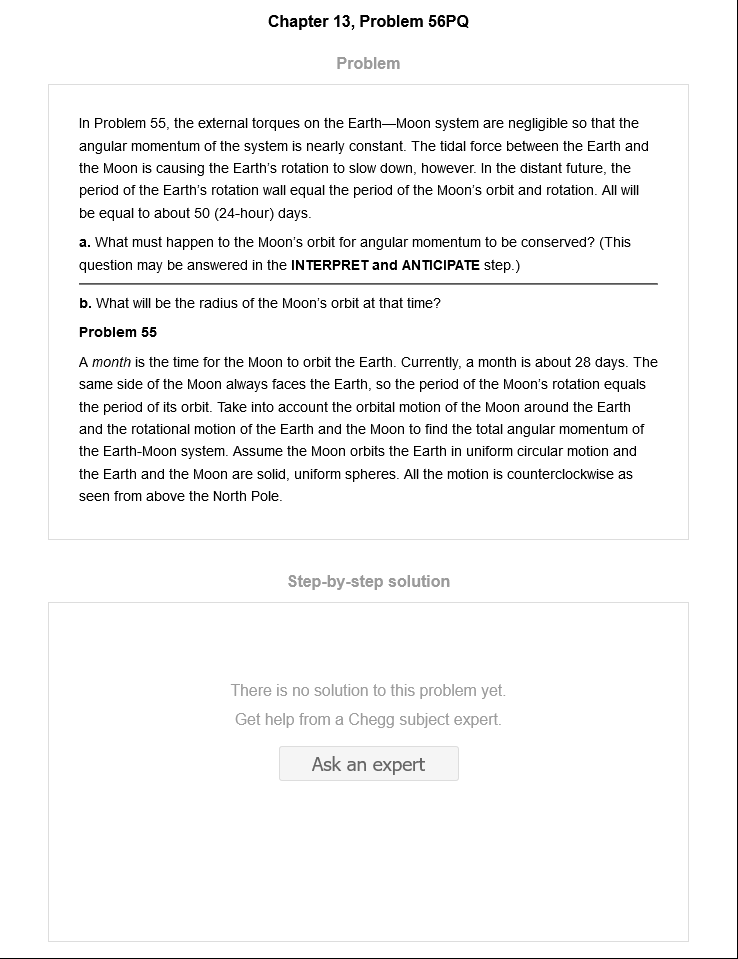 Chapter 13, Problem 56PQ
Problem
In Problem 55, the external torques on the Earth—Moon system are negligible so that the
angular momentum of the system is nearly constant. The tidal force between the Earth and
the Moon is causing the Earth's rotation to slow down, however. In the distant future, the
period of the Earth's rotation wall equal the period of the Moon's orbit and rotation. All will
be equal to about 50 (24-hour) days.
a. What must happen to the Moon's orbit for angular momentum to be conserved? (This
question may be answered in the INTERPRET and ANTICIPATE step.)
b. What will be the radius of the Moon's orbit at that time?
Problem 55
A month is the time for the Moon to orbit the Earth. Currently, a month is about 28 days. The
same side of the Moon always faces the Earth, so the period of the Moon's rotation equals
the period of its orbit. Take into account the orbital motion of the Moon around the Earth
and the rotational motion of the Earth and the Moon to find the total angular momentum of
the Earth-Moon system. Assume the Moon orbits the Earth in uniform circular motion and
the Earth and the Moon are solid, uniform spheres. All the motion is counterclockwise as
seen from above the North Pole.
Step-by-step solution
There is no solution to this problem yet.
Get help from a Chegg subject expert.
Ask an expert